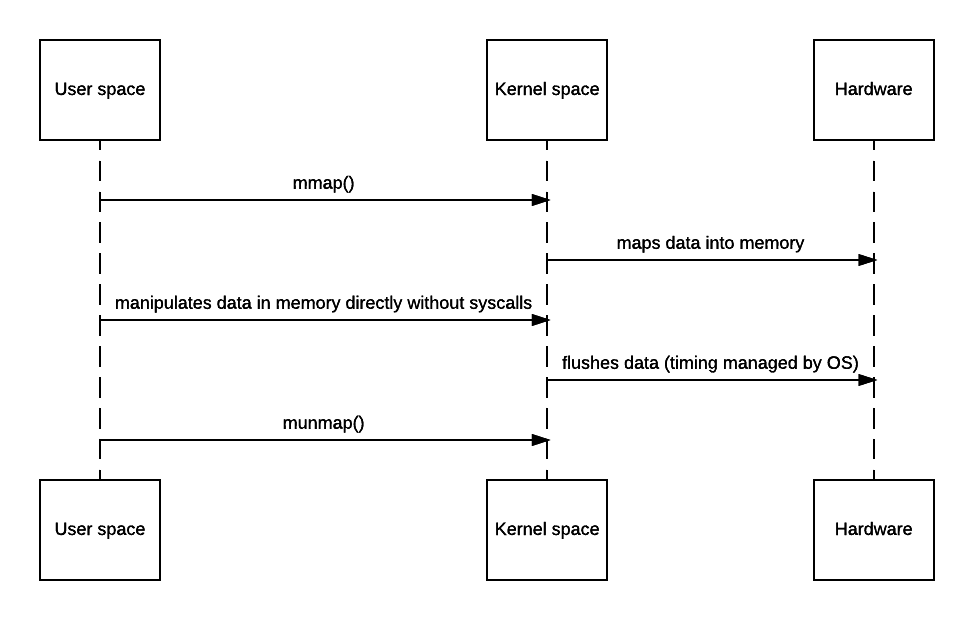 User space
Kernel space
Hardware
mmap()
maps data into memory
manipulates data in memory directly without syscalls
flushes data (timing managed by OS)
munmap()
User space
Kernel space
Hardware